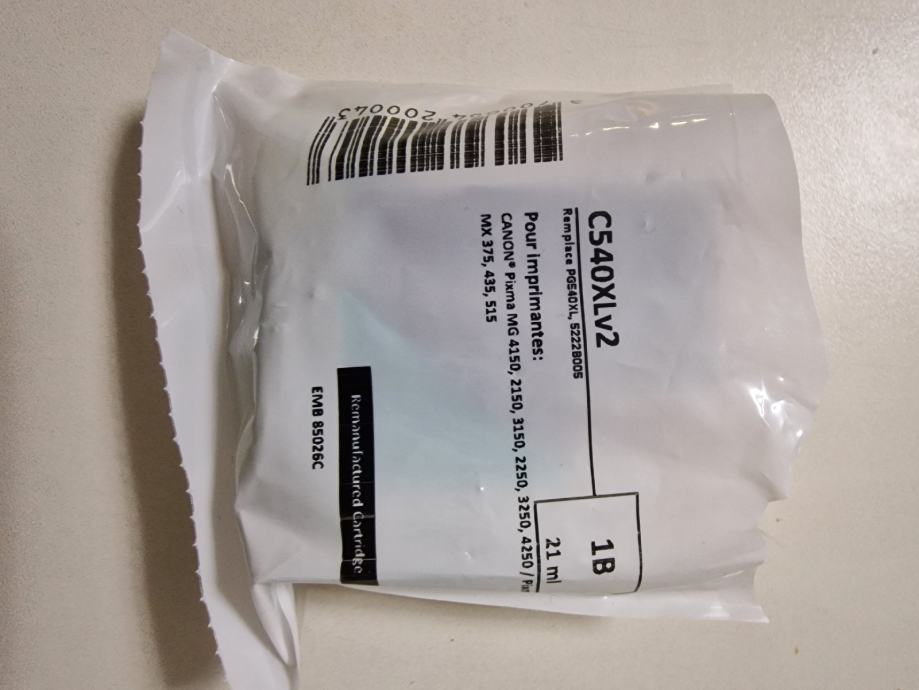 C540XLv2
Remplace PG540XL, 5222B005
1B
21 ml
Pour imprimantes:
CANON® Pixma MG 4150, 2150, 3150, 2250, 3250, 4250 /
MX 375, 435, 515
Remanufactured Cartridge
EMB 85026C
200043